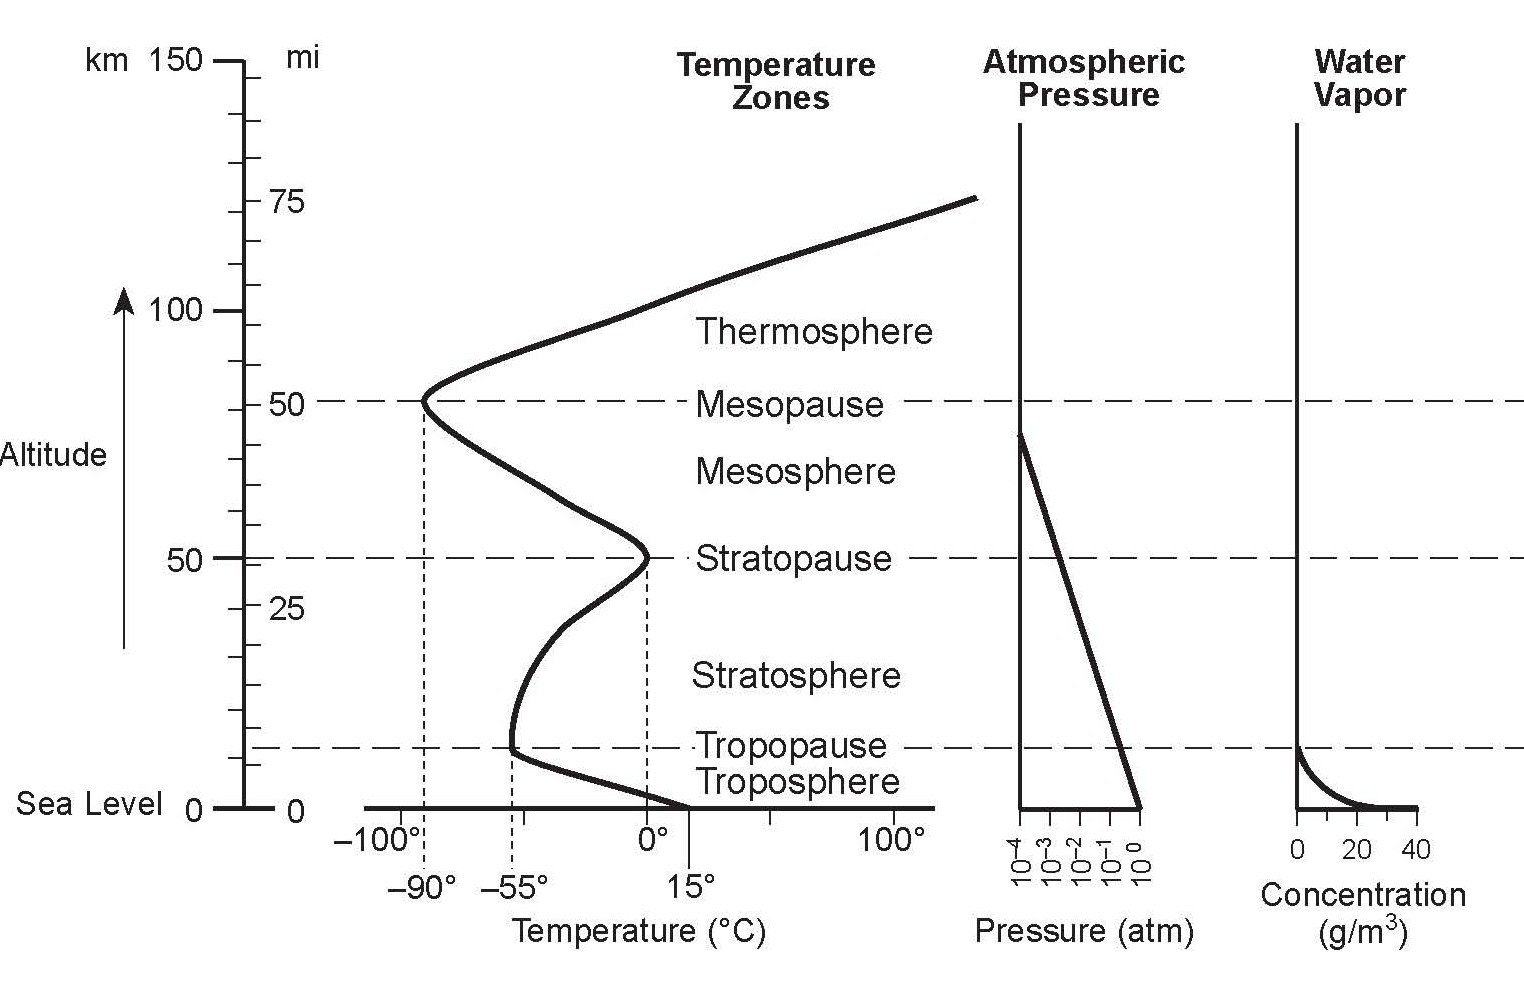 km 150 mi
Temperature
Zones
Atmospheric
Pressure
Water
Vapor
75
100
Thermosphere
50 Mesopause
Altitude
Mesosphere
50 Stratopause
25
Stratosphere
Tropopause
Troposphere
Sea Level 0 0
–100° 0° 100°
–90° –55° 15°
Temperature (°C)
10⁻⁴ 10⁻³ 10⁻² 10⁻¹ 10⁰
Pressure (atm)
0 20 40
Concentration
(g/m³)